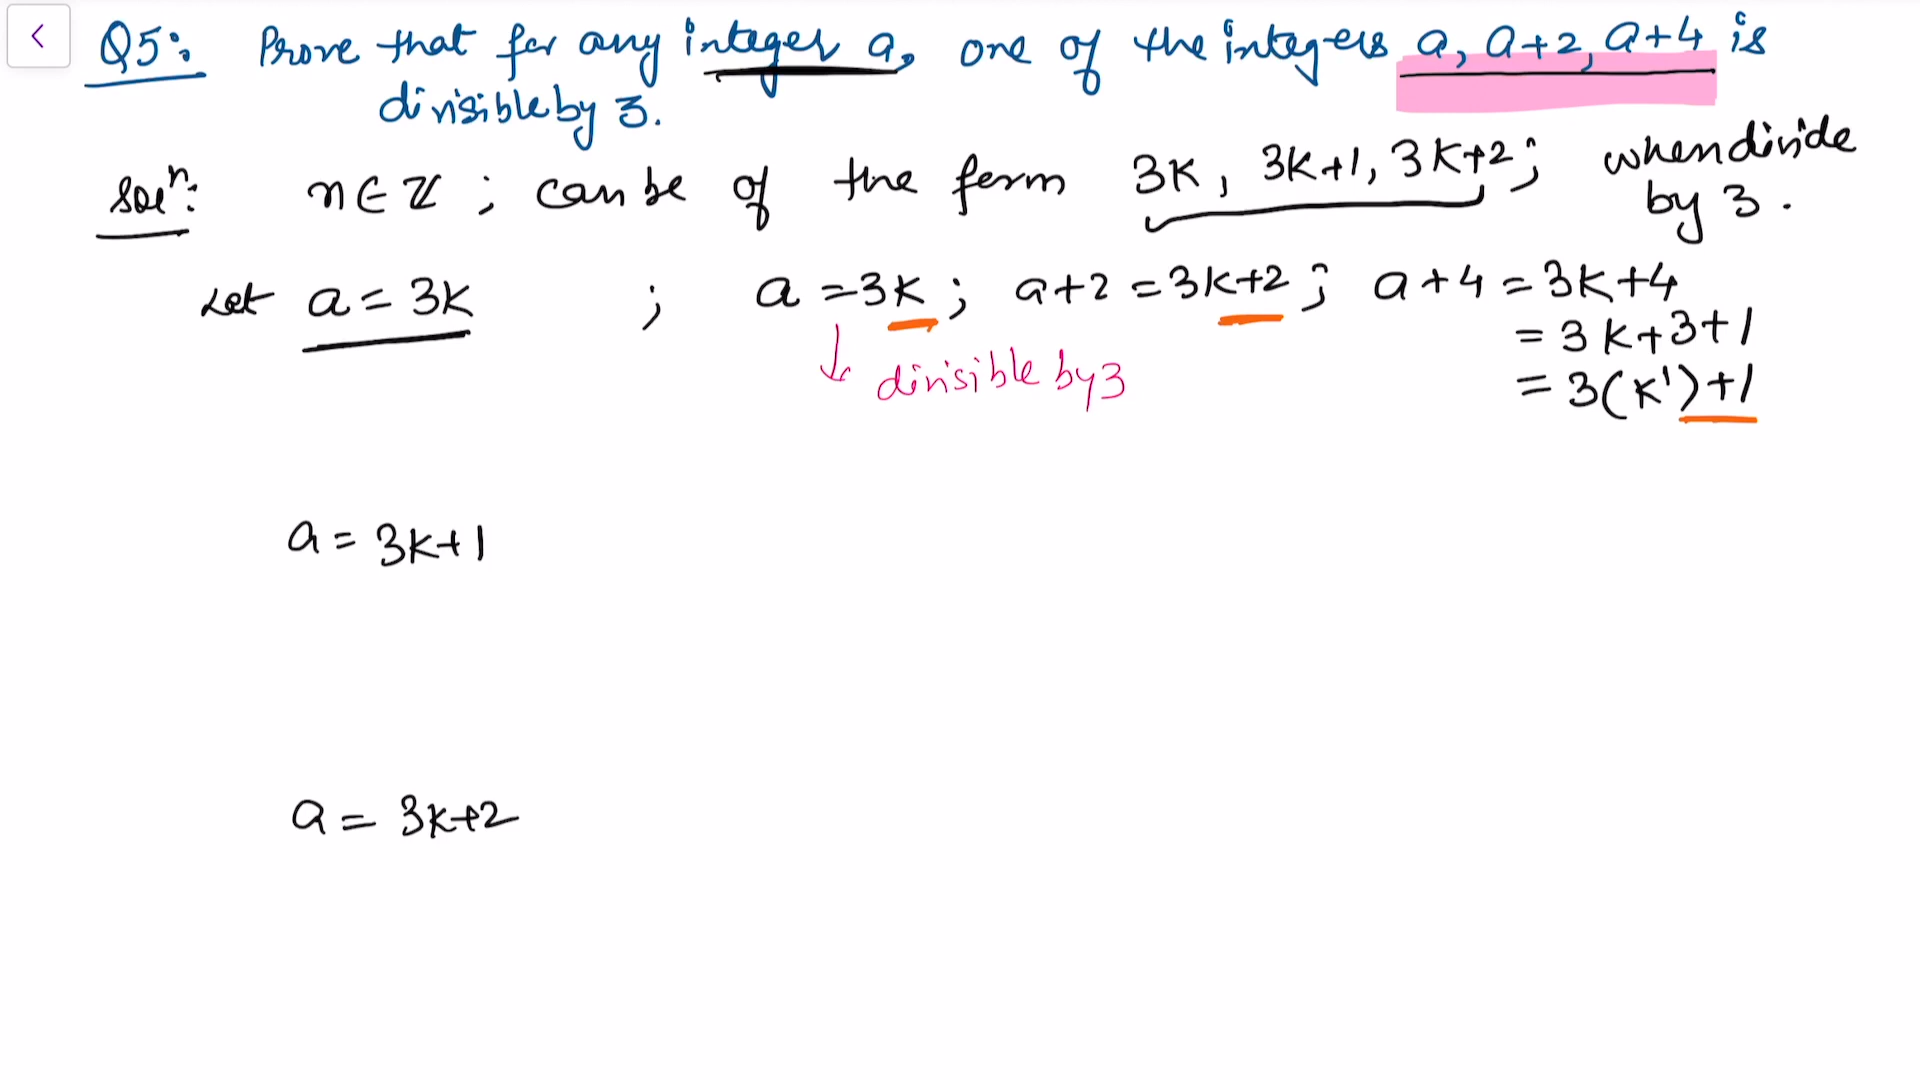 Q5: Prove that for any integer a, one of the integers a, a+2, a+4 is
divisible by 3.
Solⁿ: n ∈ ℤ ; can be of the form 3K, 3K+1, 3K+2; when divide
by 3.
Let a = 3K ; a = 3K ; a+2 = 3K+2 ; a+4 = 3K+4
= 3K+3+1
↓ divisible by 3 = 3(K')+1
a = 3K+1
a = 3K+2